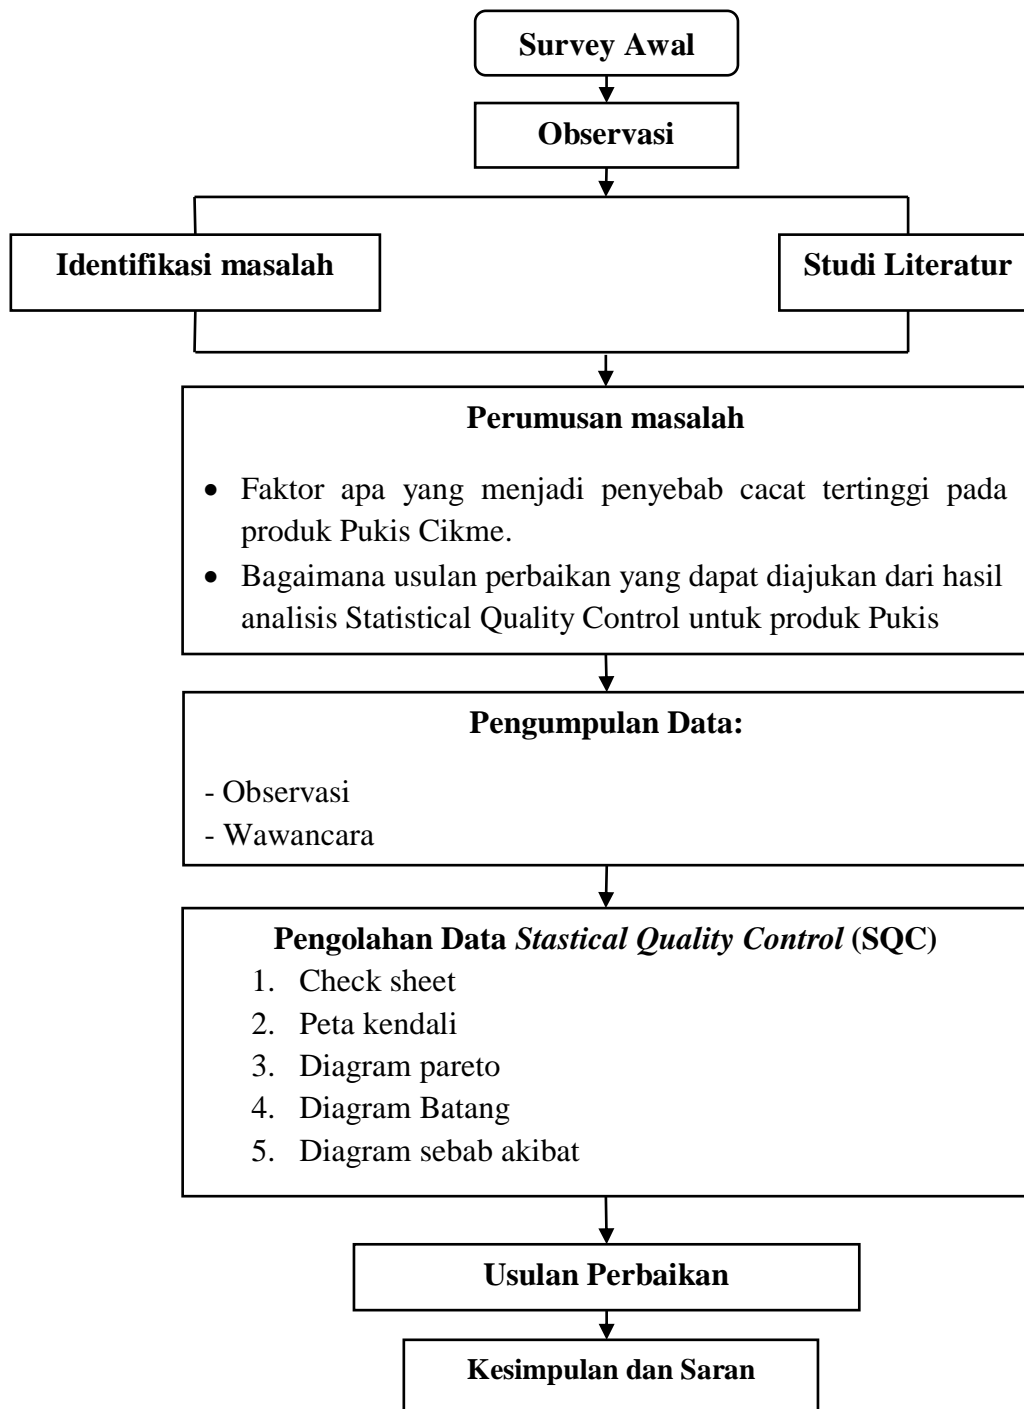 Survey Awal
Observasi
Identifikasi masalah
Studi Literatur
Perumusan masalah
• Faktor apa yang menjadi penyebab cacat tertinggi pada
produk Pukis Cikme.
• Bagaimana usulan perbaikan yang dapat diajukan dari hasil
analisis Statistical Quality Control untuk produk Pukis
Pengumpulan Data:
- Observasi
- Wawancara
Pengolahan Data Stastical Quality Control (SQC)
1. Check sheet
2. Peta kendali
3. Diagram pareto
4. Diagram Batang
5. Diagram sebab akibat
Usulan Perbaikan
Kesimpulan dan Saran